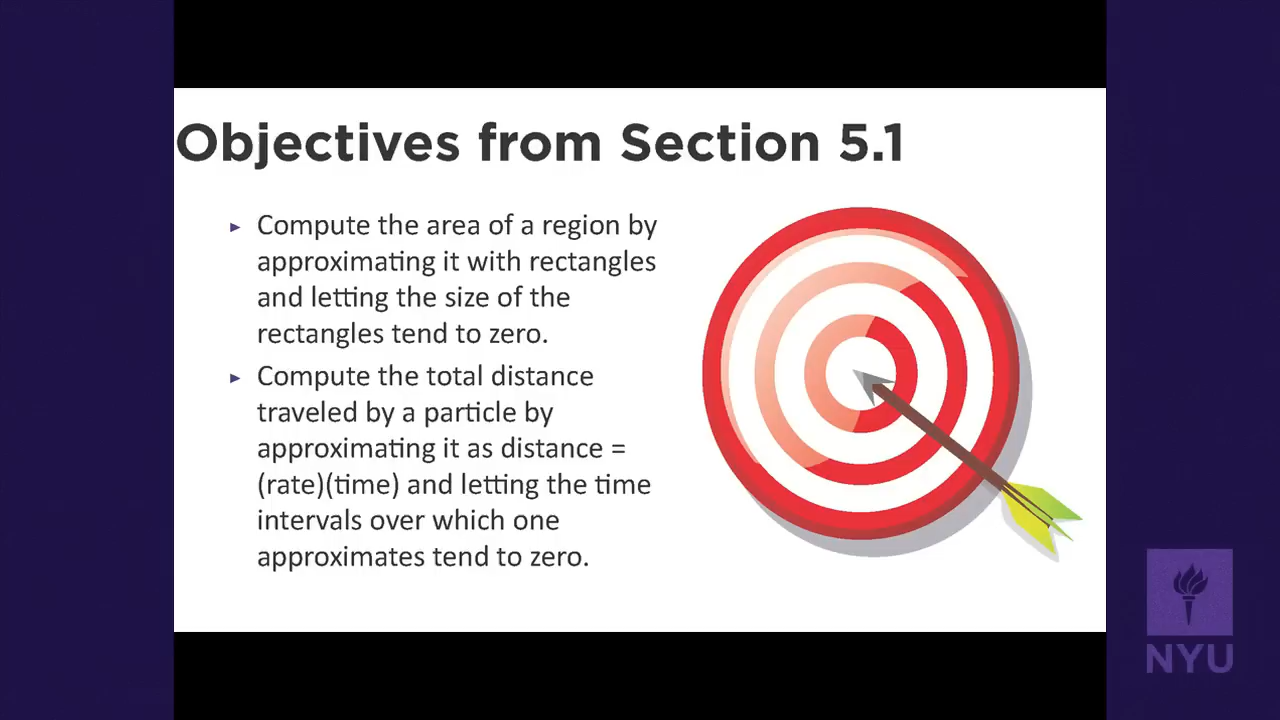 Objectives from Section 5.1
▸ Compute the area of a region by
approximating it with rectangles
and letting the size of the
rectangles tend to zero.
▸ Compute the total distance
traveled by a particle by
approximating it as distance =
(rate)(time) and letting the time
intervals over which one
approximates tend to zero.
NYU